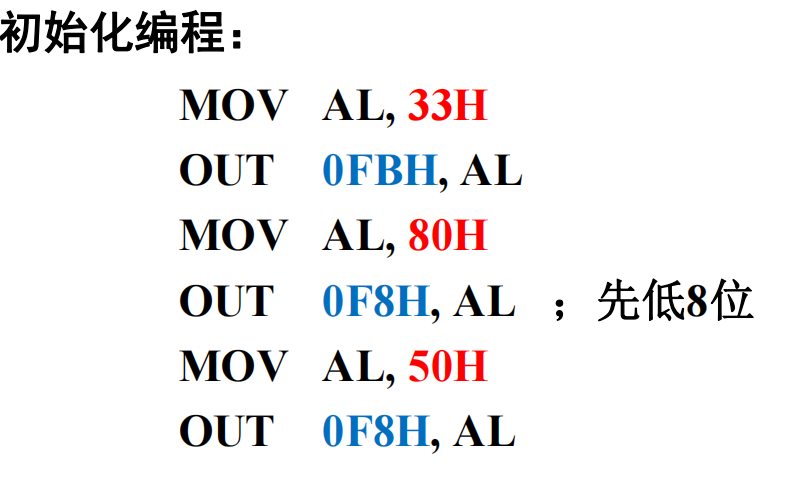 初始化编程：
MOV AL, 33H
OUT 0FBH, AL
MOV AL, 80H
OUT 0F8H, AL ；先低8位
MOV AL, 50H
OUT 0F8H, AL